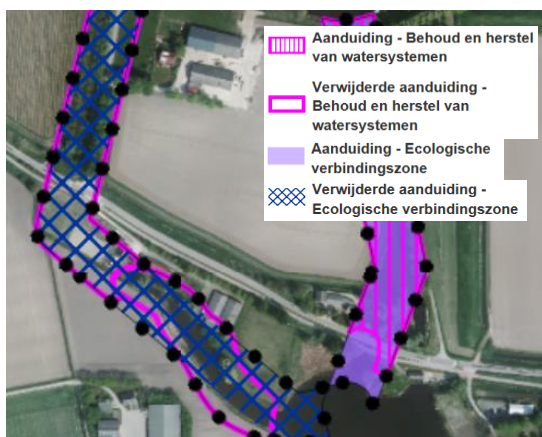 Aanduiding - Behoud en herstel
van watersystemen
Verwijderde aanduiding -
Behoud en herstel van
watersystemen
Aanduiding - Ecologische
verbindingszone
Verwijderde aanduiding -
Ecologische verbindingszone